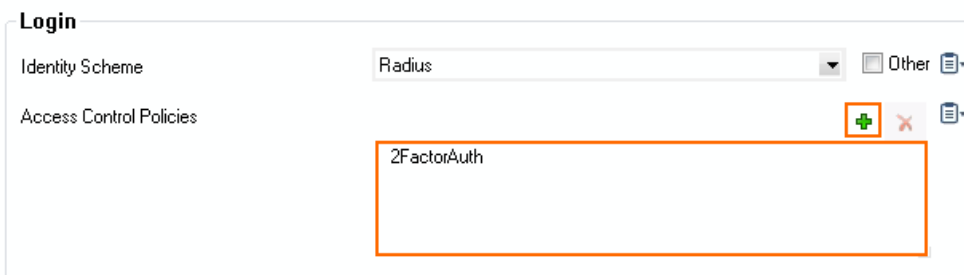 Login
Identity Scheme
Radius
Other
Access Control Policies
2FactorAuth